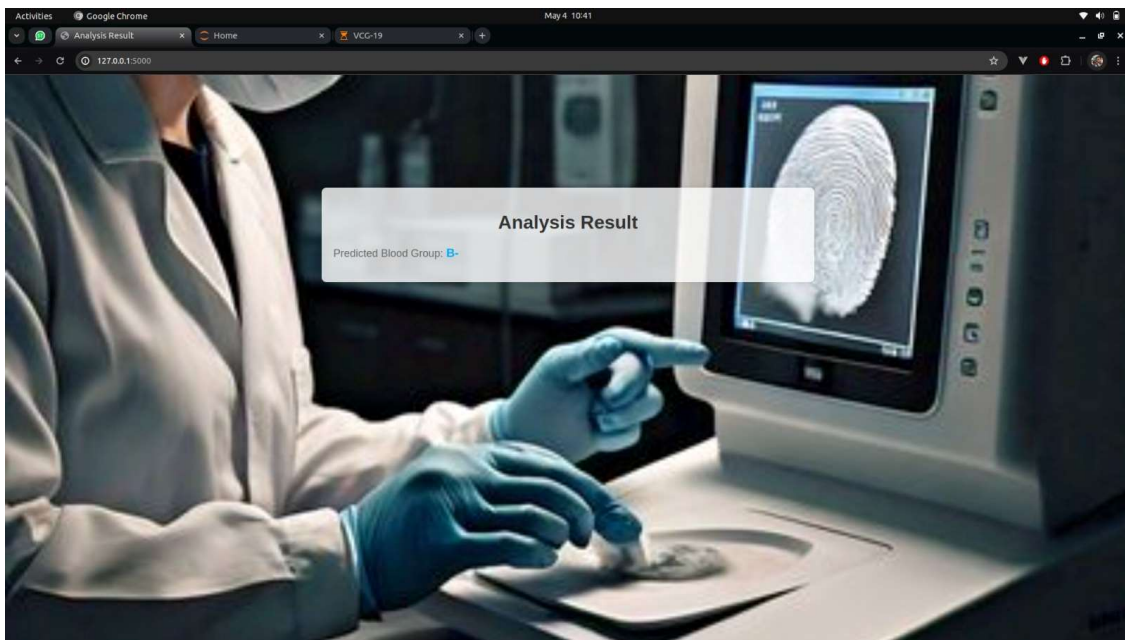 Activities Google Chrome May 4 10:41
Analysis Result Home VCG-19
127.0.0.1:5000
Analysis Result
Predicted Blood Group: B-